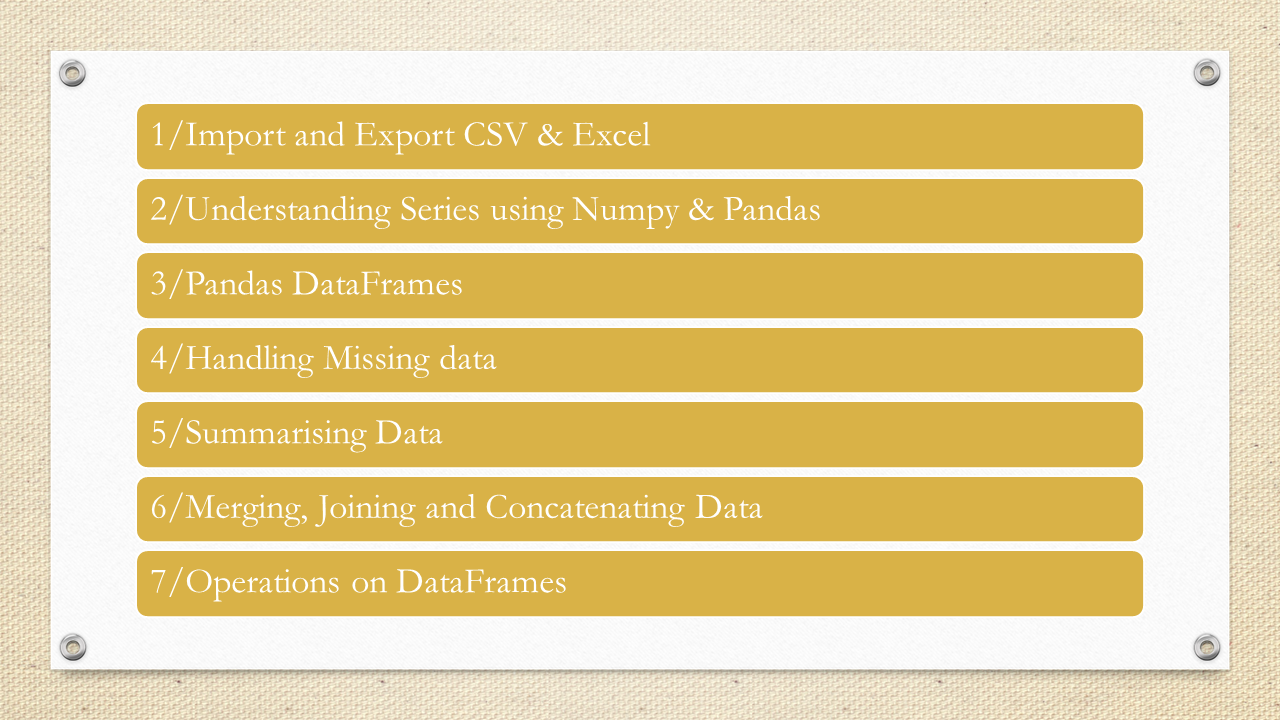 1/Import and Export CSV & Excel
2/Understanding Series using Numpy & Pandas
3/Pandas DataFrames
4/Handling Missing data
5/Summarising Data
6/Merging, Joining and Concatenating Data
7/Operations on DataFrames